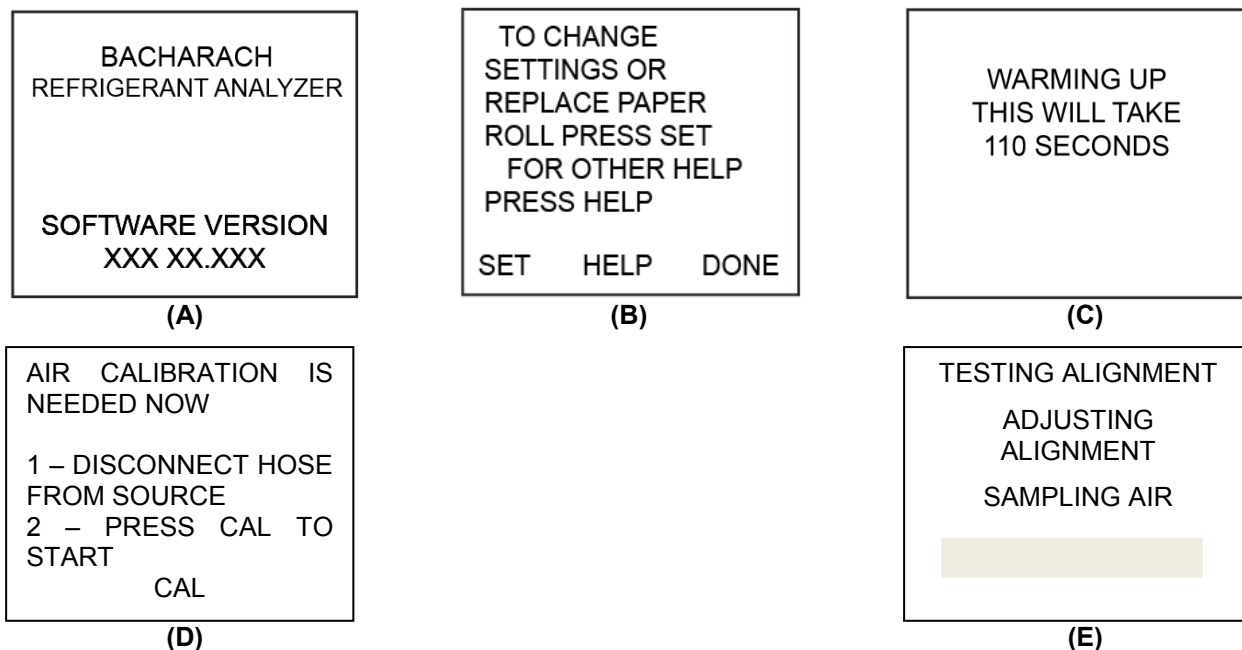 BACHARACH
REFRIGERANT ANALYZER
SOFTWARE VERSION
XXX XX.XXX
(A)
TO CHANGE
SETTINGS OR
REPLACE PAPER
ROLL PRESS SET
FOR OTHER HELP
PRESS HELP
SET HELP DONE
(B)
WARMING UP
THIS WILL TAKE
110 SECONDS
(C)
AIR CALIBRATION IS
NEEDED NOW
1 – DISCONNECT HOSE
FROM SOURCE
2 – PRESS CAL TO
START
CAL
(D)
TESTING ALIGNMENT
ADJUSTING
ALIGNMENT
SAMPLING AIR
(E)